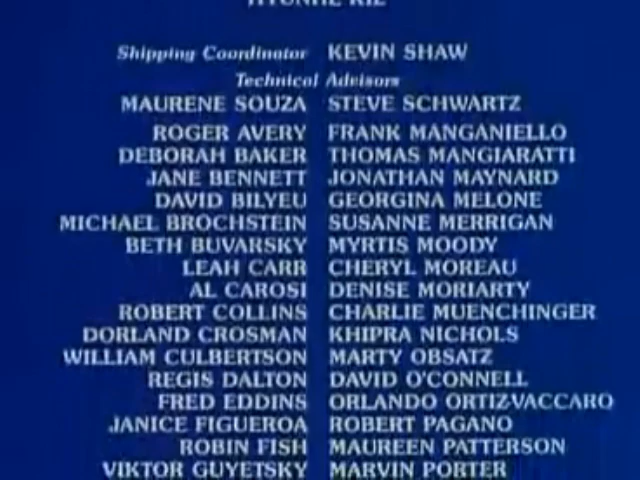 HYUNHE KIL
Shipping Coordinator KEVIN SHAW
Technical Advisors
MAURENE SOUZA STEVE SCHWARTZ
ROGER AVERY FRANK MANGANIELLO
DEBORAH BAKER THOMAS MANGIARATTI
JANE BENNETT JONATHAN MAYNARD
DAVID BILYEU GEORGINA MELONE
MICHAEL BROCHSTEIN SUSANNE MERRIGAN
BETH BUVARSKY MYRTIS MOODY
LEAH CARR CHERYL MOREAU
AL CAROSI DENISE MORIARTY
ROBERT COLLINS CHARLIE MUENCHINGER
DORLAND CROSMAN KHIPRA NICHOLS
WILLIAM CULBERTSON MARTY OBSATZ
REGIS DALTON DAVID O'CONNELL
FRED EDDINS ORLANDO ORTIZ-VACCARO
JANICE FIGUEROA ROBERT PAGANO
ROBIN FISH MAUREEN PATTERSON
VIKTOR GUYETSKY MARVIN PORTER